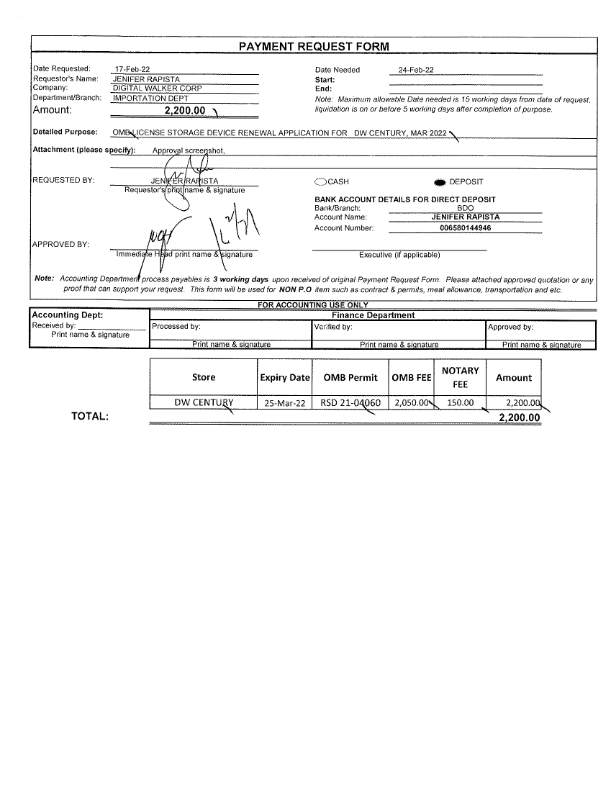 PAYMENT REQUEST FORM
Date Requested: 17-Feb-22 Date Needed 24-Feb-22
Requestor's Name: JENIFER RAPISTA Start:
Company: DIGITAL WALKER CORP End:
Department/Branch: IMPORTATION DEPT Note: Maximum allowable Date needed is 15 working days from date of request,
Amount: 2,200.00 liquidation is on or before 5 working days after completion of purpose.
Detailed Purpose: OMB LICENSE STORAGE DEVICE RENEWAL APPLICATION FOR DW CENTURY, MAR 2022
Attachment (please specify): Approval screenshot,
REQUESTED BY: JENIFER RAPISTA CASH DEPOSIT
Requestor's print name & signature
BANK ACCOUNT DETAILS FOR DIRECT DEPOSIT
Bank/Branch: BDO
Account Name: JENIFER RAPISTA
Account Number: 006580144946
APPROVED BY:
Immediate Head print name & signature Executive (if applicable)
Note: Accounting Department process payables is 3 working days upon received of original Payment Request Form. Please attached approved quotation or any
proof that can support your request. This form will be used for NON P.O item such as contract & permits, meal allowance, transportation and etc.
FOR ACCOUNTING USE ONLY
Accounting Dept: Finance Department
Received by: Processed by: Verified by: Approved by:
Print name & signature
Print name & signature Print name & signature Print name & signature
Store Expiry Date OMB Permit OMB FEE NOTARY FEE Amount
DW CENTURY 25-Mar-22 RSD 21-04060 2,050.00 150.00 2,200.00
TOTAL: 2,200.00